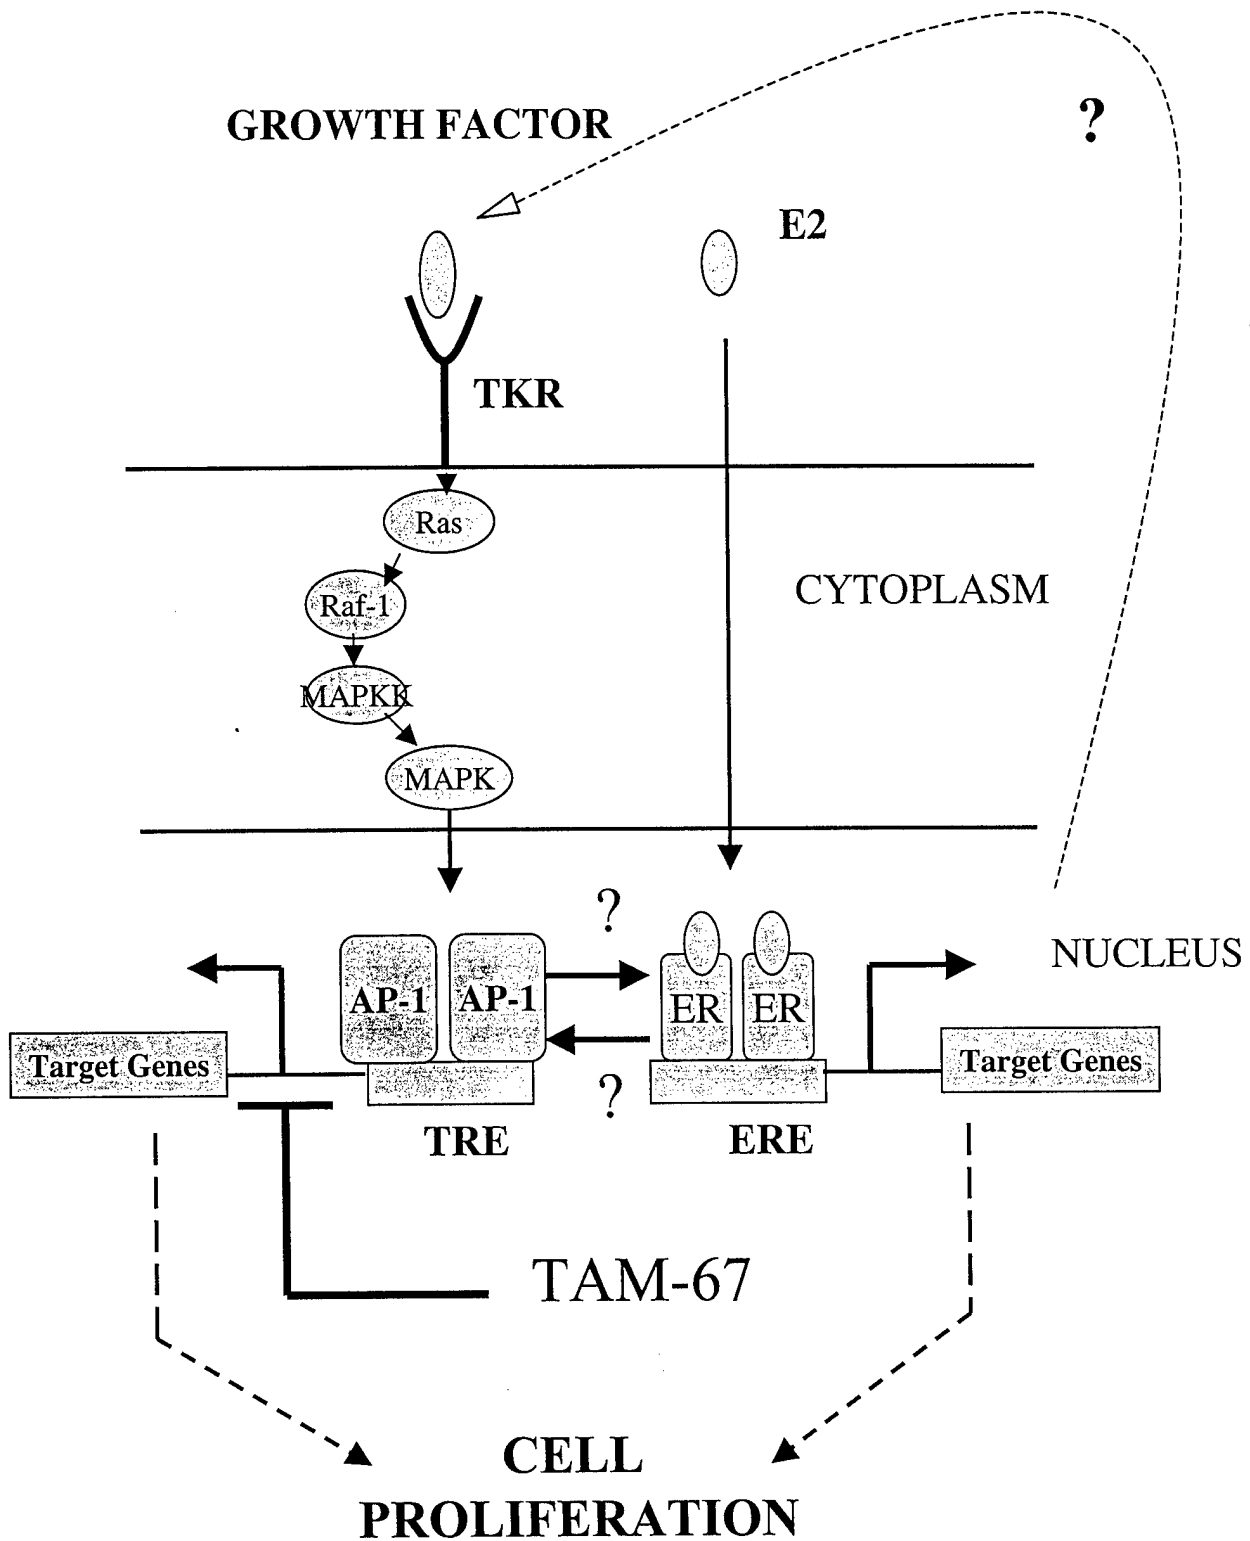 ?
GROWTH FACTOR
E2
TKR
Ras
CYTOPLASM
Raf-1
MAPKK
MAPK
?
NUCLEUS
AP-1
AP-1
ER
ER
Target Genes
Target Genes
?
TRE
ERE
TAM-67
CELL
PROLIFERATION